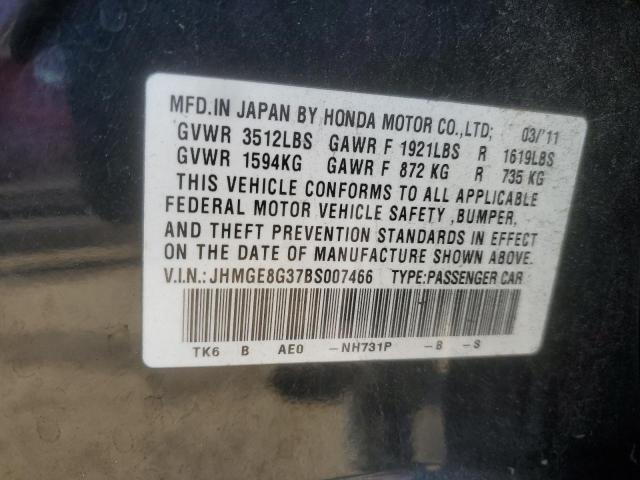 MFD.IN JAPAN BY HONDA MOTOR CO.,LTD; 03/'11
GVWR 3512LBS GAWR F 1921LBS R 1619LBS
GVWR 1594KG GAWR F 872 KG R 735 KG
THIS VEHICLE CONFORMS TO ALL APPLICABLE
FEDERAL MOTOR VEHICLE SAFETY ,BUMPER,
AND THEFT PREVENTION STANDARDS IN EFFECT
ON THE DATE OF MANUFACTURE SHOWN ABOVE.
V.I.N.: JHMGE8G37BS007466 TYPE:PASSENGER CAR
TK6 B AE0 -NH731P -B -S